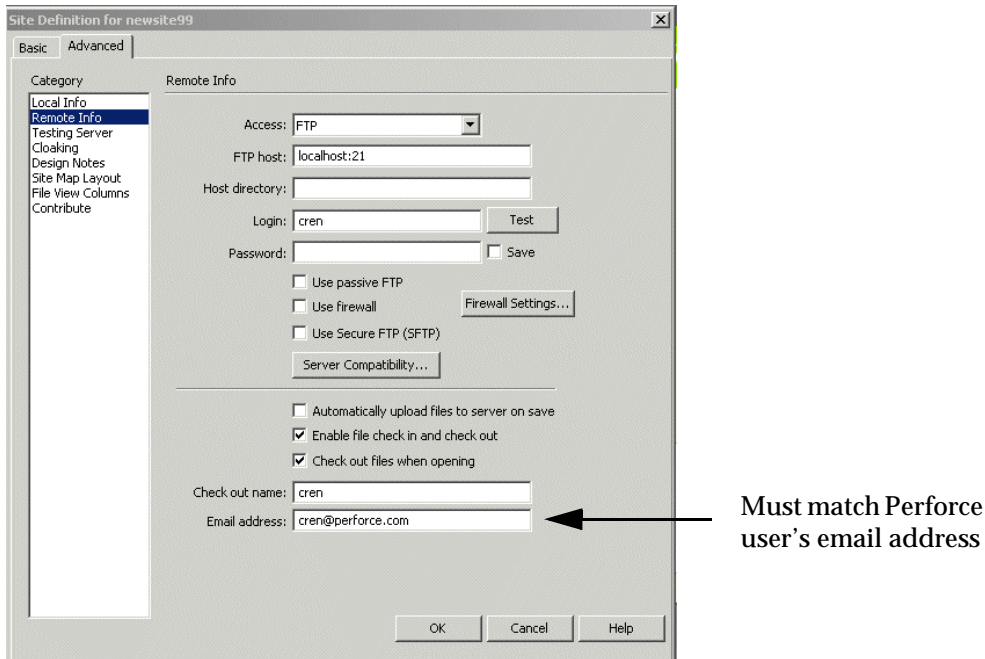 Site Definition for newsite99
Basic
Advanced
Category
Local Info
Remote Info
Testing Server
Cloaking
Design Notes
Site Map Layout
File View Columns
Contribute
Remote Info
Access: FTP
FTP host: localhost:21
Host directory:
Login: cren
Test
Password:
Save
Use passive FTP
Use firewall
Firewall Settings...
Use Secure FTP (SFTP)
Server Compatibility...
Automatically upload files to server on save
Enable file check in and check out
Check out files when opening
Check out name: cren
Email address: cren@perforce.com
OK
Cancel
Help
Must match Perforce
user's email address